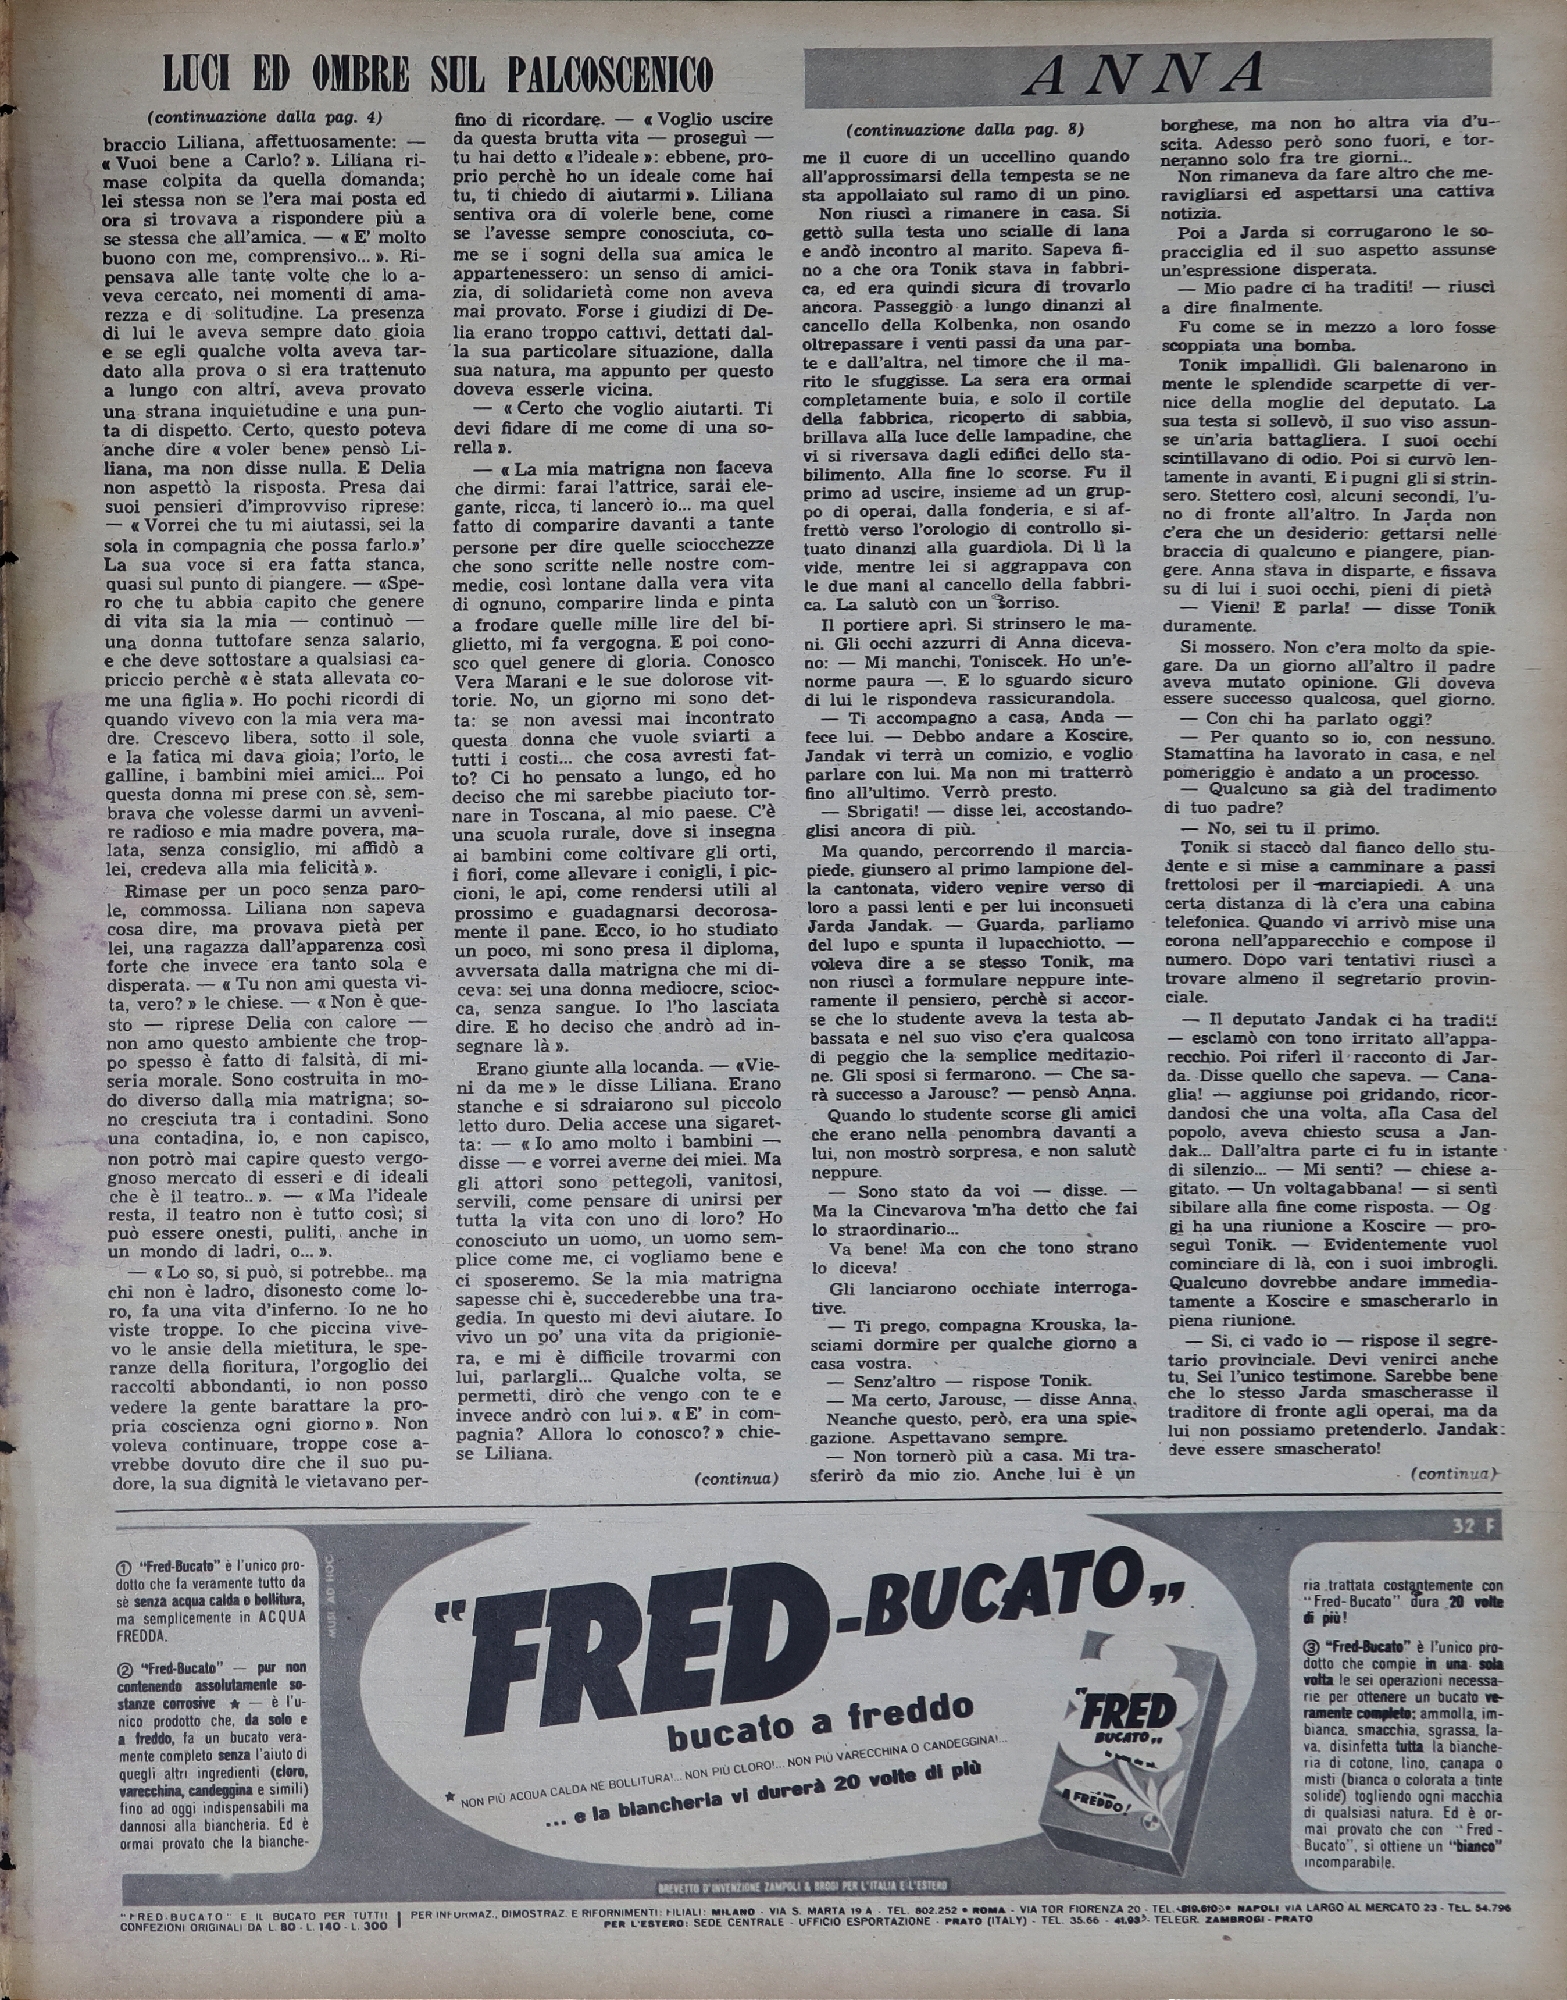 LUCI ED OMBRE SUL PALCOSCENICO
(continuazione dalla pag. 4)
braccio Liliana, affettuosamente: —
« Vuoi bene a Carlo? ». Liliana ri-
mase colpita da quella domanda;
lei stessa non se l'era mai posta ed
ora si trovava a rispondere più a
se stessa che all'amica. — « E' molto
buono con me, comprensivo... ». Ri-
pensava alle tante volte che lo a-
veva cercato, nei momenti di ama-
rezza e di solitudine. La presenza
di lui le aveva sempre dato gioia
e se egli qualche volta aveva tar-
dato alla prova o si era trattenuto
a lungo con altri, aveva provato
una strana inquietudine e una pun-
ta di dispetto. Certo, questo poteva
anche dire « voler bene» pensò Li-
liana, ma non disse nulla. E Delia
non aspettò la risposta. Presa dai
suoi pensieri d'improvviso riprese:
— « Vorrei che tu mi aiutassi, sei la
sola in compagnia che possa farlo.»'
La sua voce si era fatta stanca,
quasi sul punto di piangere. — «Spe-
ro che tu abbia capito che genere
di vita sia la mia — continuò —
una donna tuttofare senza salario,
e che deve sottostare a qualsiasi ca-
priccio perchè « è stata allevata co-
me una figlia ». Ho pochi ricordi di
quando vivevo con la mia vera ma-
dre. Crescevo libera, sotto il sole,
e la fatica mi dava gioia; l'orto, le
galline, i bambini miei amici... Poi
questa donna mi prese con sè, sem-
brava che volesse darmi un avveni-
re radioso e mia madre povera, ma-
lata, senza consiglio, mi affidò a
lei, credeva alla mia felicità ».
Rimase per un poco senza paro-
le, commossa. Liliana non sapeva
cosa dire, ma provava pietà per
lei, una ragazza dall'apparenza così
forte che invece era tanto sola e
disperata. — « Tu non ami questa vi-
ta, vero? » le chiese. — « Non è que-
sto — riprese Delia con calore —
non amo questo ambiente che trop-
po spesso è fatto di falsità, di mi-
seria morale. Sono costruita in mo-
do diverso dalla mia matrigna; so-
no cresciuta tra i contadini. Sono
una contadina, io, e non capisco,
non potrò mai capire questo vergo-
gnoso mercato di esseri e di ideali
che è il teatro.. ». — « Ma l'ideale
resta, il teatro non è tutto così; si
può essere onesti, puliti, anche in
un mondo di ladri, o... ».
— « Lo so, si può, si potrebbe.. ma
chi non è ladro, disonesto come lo-
ro, fa una vita d'inferno. Io ne ho
viste troppe. Io che piccina vive-
vo le ansie della mietitura, le spe-
ranze della fioritura, l'orgoglio dei
raccolti abbondanti, io non posso
vedere la gente barattare la pro-
pria coscienza ogni giorno ». Non
voleva continuare, troppe cose a-
vrebbe dovuto dire che il suo pu-
dore, la sua dignità le vietavano per-
fino di ricordare. — « Voglio uscire
da questa brutta vita — proseguì —
tu hai detto « l'ideale »: ebbene, pro-
prio perchè ho un ideale come hai
tu, ti chiedo di aiutarmi ». Liliana
sentiva ora di volerle bene, come
se l'avesse sempre conosciuta, co-
me se i sogni della sua amica le
appartenessero: un senso di amici-
zia, di solidarietà come non aveva
mai provato. Forse i giudizi di De-
lia erano troppo cattivi, dettati dal-
la sua particolare situazione, dalla
sua natura, ma appunto per questo
doveva esserle vicina.
— « Certo che voglio aiutarti. Ti
devi fidare di me come di una so-
rella ».
— « La mia matrigna non faceva
che dirmi: farai l'attrice, sarai ele-
gante, ricca, ti lancerò io... ma quel
fatto di comparire davanti a tante
persone per dire quelle sciocchezze
che sono scritte nelle nostre com-
medie, così lontane dalla vera vita
di ognuno, comparire linda e pinta
a frodare quelle mille lire del bi-
glietto, mi fa vergogna. E poi cono-
sco quel genere di gloria. Conosco
Vera Marani e le sue dolorose vit-
torie. No, un giorno mi sono det-
ta: se non avessi mai incontrato
questa donna che vuole sviarti a
tutti i costi... che cosa avresti fat-
to? Ci ho pensato a lungo, ed ho
deciso che mi sarebbe piaciuto tor-
nare in Toscana, al mio paese. C'è
una scuola rurale, dove si insegna
ai bambini come coltivare gli orti,
i fiori, come allevare i conigli, i pic-
cioni, le api, come rendersi utili al
prossimo e guadagnarsi decorosa-
mente il pane. Ecco, io ho studiato
un poco, mi sono presa il diploma,
avversata dalla matrigna che mi di-
ceva: sei una donna mediocre, scioc-
ca, senza sangue. Io l'ho lasciata
dire. E ho deciso che andrò ad in-
segnare là ».
Erano giunte alla locanda. — «Vie-
ni da me» le disse Liliana. Erano
stanche e si sdraiarono sul piccolo
letto duro. Delia accese una sigaret-
ta: — « Io amo molto i bambini —
disse — e vorrei averne dei miei. Ma
gli attori sono pettegoli, vanitosi,
servili, come pensare di unirsi per
tutta la vita con uno di loro? Ho
conosciuto un uomo, un uomo sem-
plice come me, ci vogliamo bene e
ci sposeremo. Se la mia matrigna
sapesse chi è, succederebbe una tra-
gedia. In questo mi devi aiutare. Io
vivo un po' una vita da prigionie-
ra, e mi è difficile trovarmi con
lui, parlargli... Qualche volta, se
permetti, dirò che vengo con te e
invece andrò con lui ». « E' in com-
pagnia? Allora lo conosco? » chie-
se Liliana.
(continua)
ANNA
(continuazione dalla pag. 8)
me il cuore di un uccellino quando
all'approssimarsi della tempesta se ne
sta appollaiato sul ramo di un pino.
Non riuscì a rimanere in casa. Si
gettò sulla testa uno scialle di lana
e andò incontro al marito. Sapeva fi-
no a che ora Tonik stava in fabbri-
ca, ed era quindi sicura di trovarlo
ancora. Passeggiò a lungo dinanzi al
cancello della Kolbenka, non osando
oltrepassare i venti passi da una par-
te e dall'altra, nel timore che il ma-
rito le sfuggisse. La sera era ormai
completamente buia, e solo il cortile
della fabbrica, ricoperto di sabbia,
brillava alla luce delle lampadine, che
vi si riversava dagli edifici dello sta-
bilimento. Alla fine lo scorse. Fu il
primo ad uscire, insieme ad un grup-
po di operai, dalla fonderia, e si af-
frettò verso l'orologio di controllo si-
tuato dinanzi alla guardiola. Di lì la
vide, mentre lei si aggrappava con
le due mani al cancello della fabbri-
ca. La salutò con un sorriso.
Il portiere aprì. Si strinsero le ma-
ni. Gli occhi azzurri di Anna diceva-
no: — Mi manchi, Toniscek. Ho un'e-
norme paura —. E lo sguardo sicuro
di lui le rispondeva rassicurandola.
— Ti accompagno a casa, Anda —
fece lui. — Debbo andare a Koscire,
Jandak vi terrà un comizio, e voglio
parlare con lui. Ma non mi tratterrò
fino all'ultimo. Verrò presto.
— Sbrigati! — disse lei, accostando-
glisi ancora di più.
Ma quando, percorrendo il marcia-
piede, giunsero al primo lampione del-
la cantonata, videro venire verso di
loro a passi lenti e per lui inconsueti
Jarda Jandak. — Guarda, parliamo
del lupo e spunta il lupacchiotto, —
voleva dire a se stesso Tonik, ma
non riuscì a formulare neppure inte-
ramente il pensiero, perchè si accor-
se che lo studente aveva la testa ab-
bassata e nel suo viso c'era qualcosa
di peggio che la semplice meditazio-
ne. Gli sposi si fermarono. — Che sa-
rà successo a Jarousc? — pensò Anna.
Quando lo studente scorse gli amici
che erano nella penombra davanti a
lui, non mostrò sorpresa, e non salutò
neppure.
— Sono stato da voi — disse. —
Ma la Cincvarova m'ha detto che fai
lo straordinario...
Va bene! Ma con che tono strano
lo diceva!
Gli lanciarono occhiate interroga-
tive.
— Ti prego, compagna Krouska, la-
sciami dormire per qualche giorno a
casa vostra.
— Senz'altro — rispose Tonik.
— Ma certo, Jarousc, — disse Anna.
Neanche questo, però, era una spie-
gazione. Aspettavano sempre.
— Non tornerò più a casa. Mi tra-
sferirò da mio zio. Anche lui è un
borghese, ma non ho altra via d'u-
scita. Adesso però sono fuori, e tor-
neranno solo fra tre giorni...
Non rimaneva da fare altro che me-
ravigliarsi ed aspettarsi una cattiva
notizia.
Poi a Jarda si corrugarono le so-
pracciglia ed il suo aspetto assunse
un'espressione disperata.
— Mio padre ci ha traditi! — riuscì
a dire finalmente.
Fu come se in mezzo a loro fosse
scoppiata una bomba.
Tonik impallidì. Gli balenarono in
mente le splendide scarpette di ver-
nice della moglie del deputato. La
sua testa si sollevò, il suo viso assun-
se un'aria battagliera. I suoi occhi
scintillavano di odio. Poi si curvò len-
tamente in avanti. E i pugni gli si strin-
sero. Stettero così, alcuni secondi, l'u-
no di fronte all'altro. In Jarda non
c'era che un desiderio: gettarsi nelle
braccia di qualcuno e piangere, pian-
gere. Anna stava in disparte, e fissava
su di lui i suoi occhi, pieni di pietà
— Vieni! E parla! — disse Tonik
duramente.
Si mossero. Non c'era molto da spie-
gare. Da un giorno all'altro il padre
aveva mutato opinione. Gli doveva
essere successo qualcosa, quel giorno.
— Con chi ha parlato oggi?
— Per quanto so io, con nessuno.
Stamattina ha lavorato in casa, e nel
pomeriggio è andato a un processo.
— Qualcuno sa già del tradimento
di tuo padre?
— No, sei tu il primo.
Tonik si staccò dal fianco dello stu-
dente e si mise a camminare a passi
frettolosi per il marciapiedi. A una
certa distanza di là c'era una cabina
telefonica. Quando vi arrivò mise una
corona nell'apparecchio e compose il
numero. Dopo vari tentativi riuscì a
trovare almeno il segretario provin-
ciale.
— Il deputato Jandak ci ha traditi
— esclamò con tono irritato all'appa-
recchio. Poi riferì il racconto di Jar-
da. Disse quello che sapeva. — Cana-
glia! — aggiunse poi gridando, ricor-
dandosi che una volta, alla Casa del
popolo, aveva chiesto scusa a Jan-
dak... Dall'altra parte ci fu in istante
di silenzio... — Mi senti? — chiese a-
gitato. — Un voltagabbana! — si sentì
sibilare alla fine come risposta. — Og
gi ha una riunione a Koscire — pro-
seguì Tonik. — Evidentemente vuol
cominciare di là, con i suoi imbrogli.
Qualcuno dovrebbe andare immedia-
tamente a Koscire e smascherarlo in
piena riunione.
— Si, ci vado io — rispose il segre-
tario provinciale. Devi venirci anche
tu. Sei l'unico testimone. Sarebbe bene
che lo stesso Jarda smascherasse il
traditore di fronte agli operai, ma da
lui non possiamo pretenderlo. Jandak
deve essere smascherato!
(continua)
32 F
① "Fred-Bucato" è l'unico pro-
dotto che fa veramente tutto da
sè senza acqua calda o bollitura,
ma semplicemente in ACQUA
FREDDA.
② "Fred-Bucato" — pur non
contenendo assolutamente so-
stanze corrosive ★ — è l'u-
nico prodotto che, da solo e
a freddo, fa un bucato vera-
mente completo senza l'aiuto di
quegli altri ingredienti (cloro,
varecchina, candeggina e simili)
fino ad oggi indispensabili ma
dannosi alla biancheria. Ed è
ormai provato che la bianche-
MUSI AD HOC
"FRED-BUCATO„
bucato a freddo
★ NON PIÙ ACQUA CALDA NE BOLLITURA!... NON PIÙ CLORO!... NON PIÙ VARECCHINA O CANDEGGINA!...
... e la biancheria vi durerà 20 volte di più
"FRED
BUCATO„
A FREDDO!
BREVETTO D'INVENZIONE ZAMPOLI & BROGI PER L'ITALIA E L'ESTERO
ria trattata costantemente con
"Fred-Bucato" dura 20 volte
di più!
③ "Fred-Bucato" è l'unico pro-
dotto che compie in una sola
volta le sei operazioni necessa-
rie per ottenere un bucato ve-
ramente completo: ammolla, im-
bianca, smacchia, sgrassa, la-
va, disinfetta tutta la bianche-
ria di cotone, lino, canapa o
misti (bianca o colorata a tinte
solide) togliendo ogni macchia
di qualsiasi natura. Ed è or-
mai provato che con "Fred-
Bucato", si ottiene un "bianco"
incomparabile.
"FRED-BUCATO" E IL BUCATO PER TUTTI!
CONFEZIONI ORIGINALI DA L. 80 - L. 140 - L. 300
PER INFORMAZ., DIMOSTRAZ. E RIFORNIMENTI: FILIALI: MILANO - VIA S. MARTA 19 A - TEL. 802.252 • ROMA - VIA TOR FIORENZA 20 - TEL. 819.610 • NAPOLI VIA LARGO AL MERCATO 23 - TEL. 54.796
PER L'ESTERO: SEDE CENTRALE - UFFICIO ESPORTAZIONE - PRATO (ITALY) - TEL. 35.66 - 41.93 - TELEGR. ZAMBROGI - PRATO